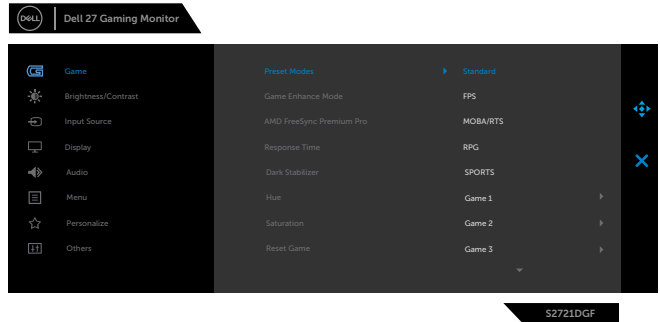 DELL
Dell 27 Gaming Monitor
Game
Preset Modes
Standard
Brightness/Contrast
Game Enhance Mode
FPS
Input Source
AMD FreeSync Premium Pro
MOBA/RTS
Display
Response Time
RPG
Audio
Dark Stabilizer
SPORTS
Menu
Hue
Game 1
Personalize
Saturation
Game 2
Others
Reset Game
Game 3
S2721DGF